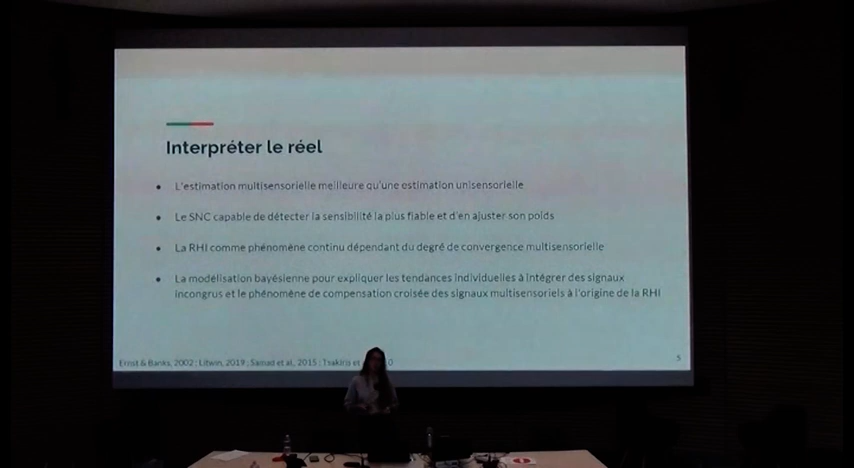 Interpréter le réel
● L'estimation multisensorielle meilleure qu'une estimation unisensorielle
● Le SNC capable de détecter la sensibilité la plus fiable et d'en ajuster son poids
● La RHI comme phénomène continu dépendant du degré de convergence multisensorielle
● La modélisation bayésienne pour expliquer les tendances individuelles à intégrer des signaux
incongrus et le phénomène de compensation croisée des signaux multisensoriels à l'origine de la RHI
Ernst & Banks, 2002 ; Litwin, 2019 ; Samad et al., 2015 ; Tsakiris et
5